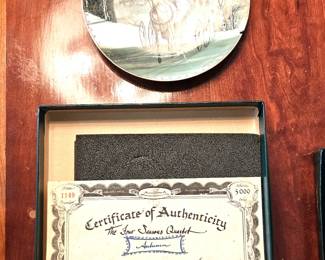 1149
5000
Certificate of Authenticity
The Four Seasons Quartet
Autumn